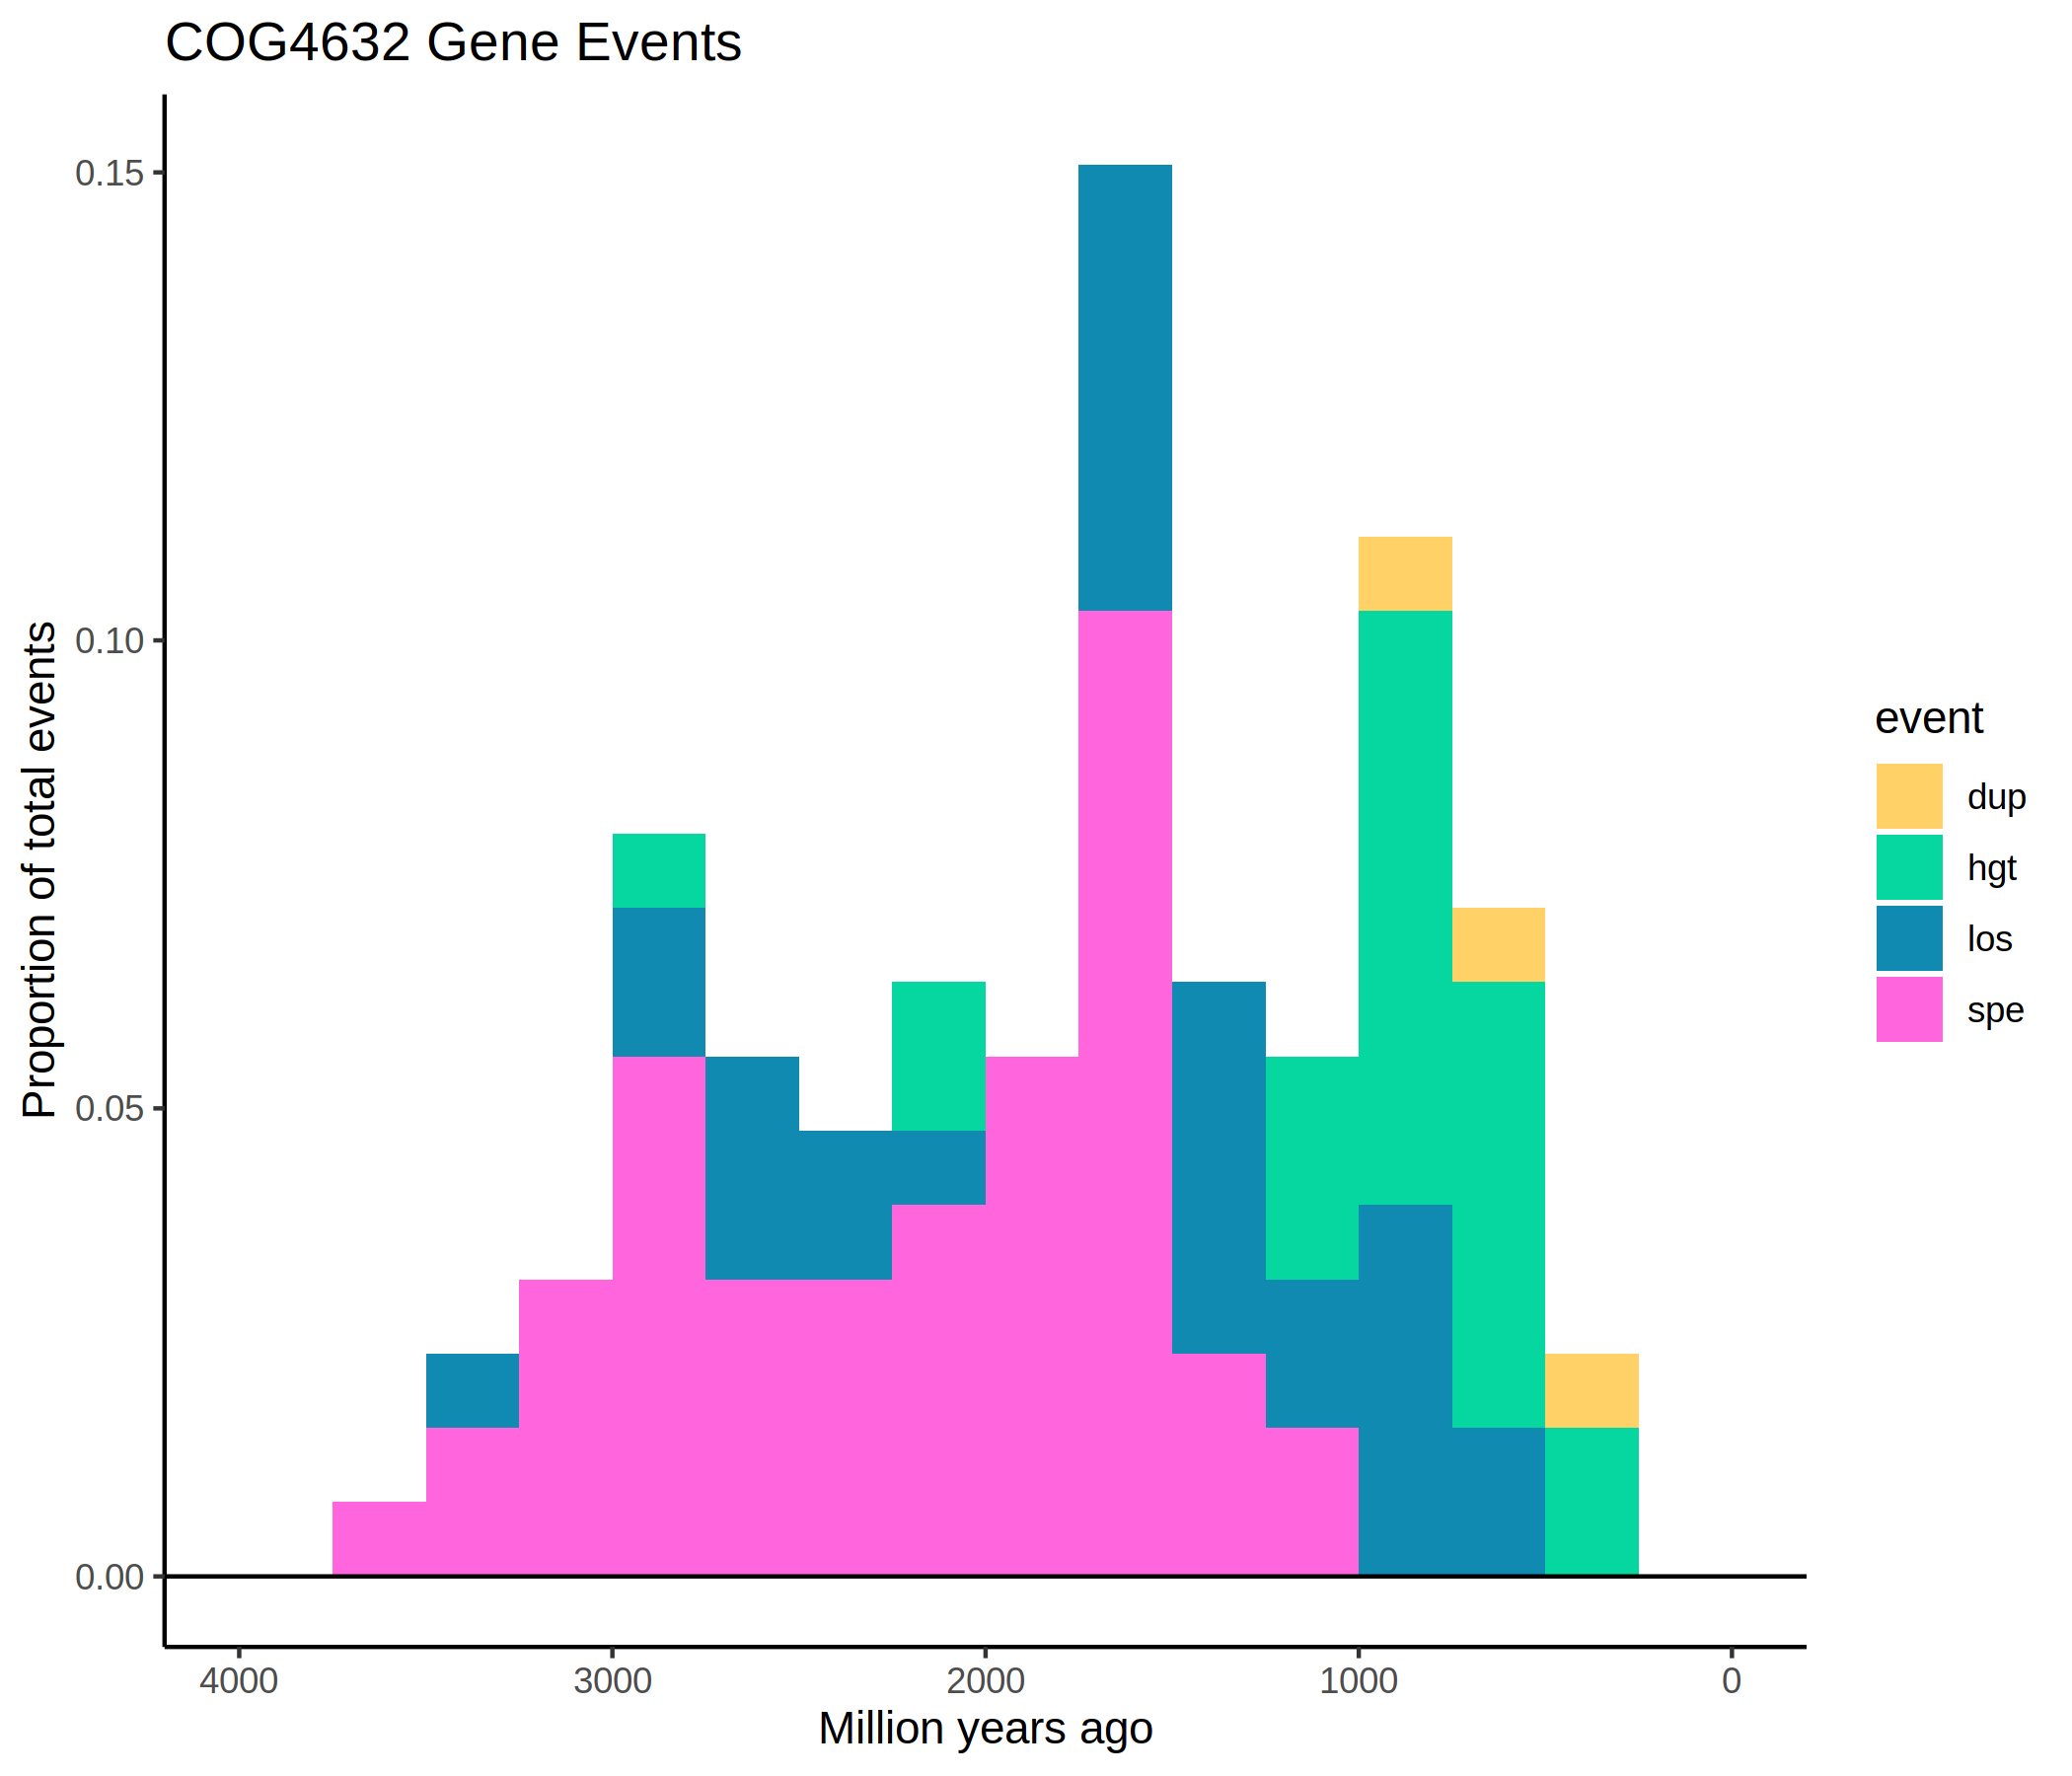 COG4632 Gene Events
Proportion of total events
0.15
0.10
0.05
0.00
4000
3000
2000
1000
0
Million years ago
event
dup
hgt
los
spe